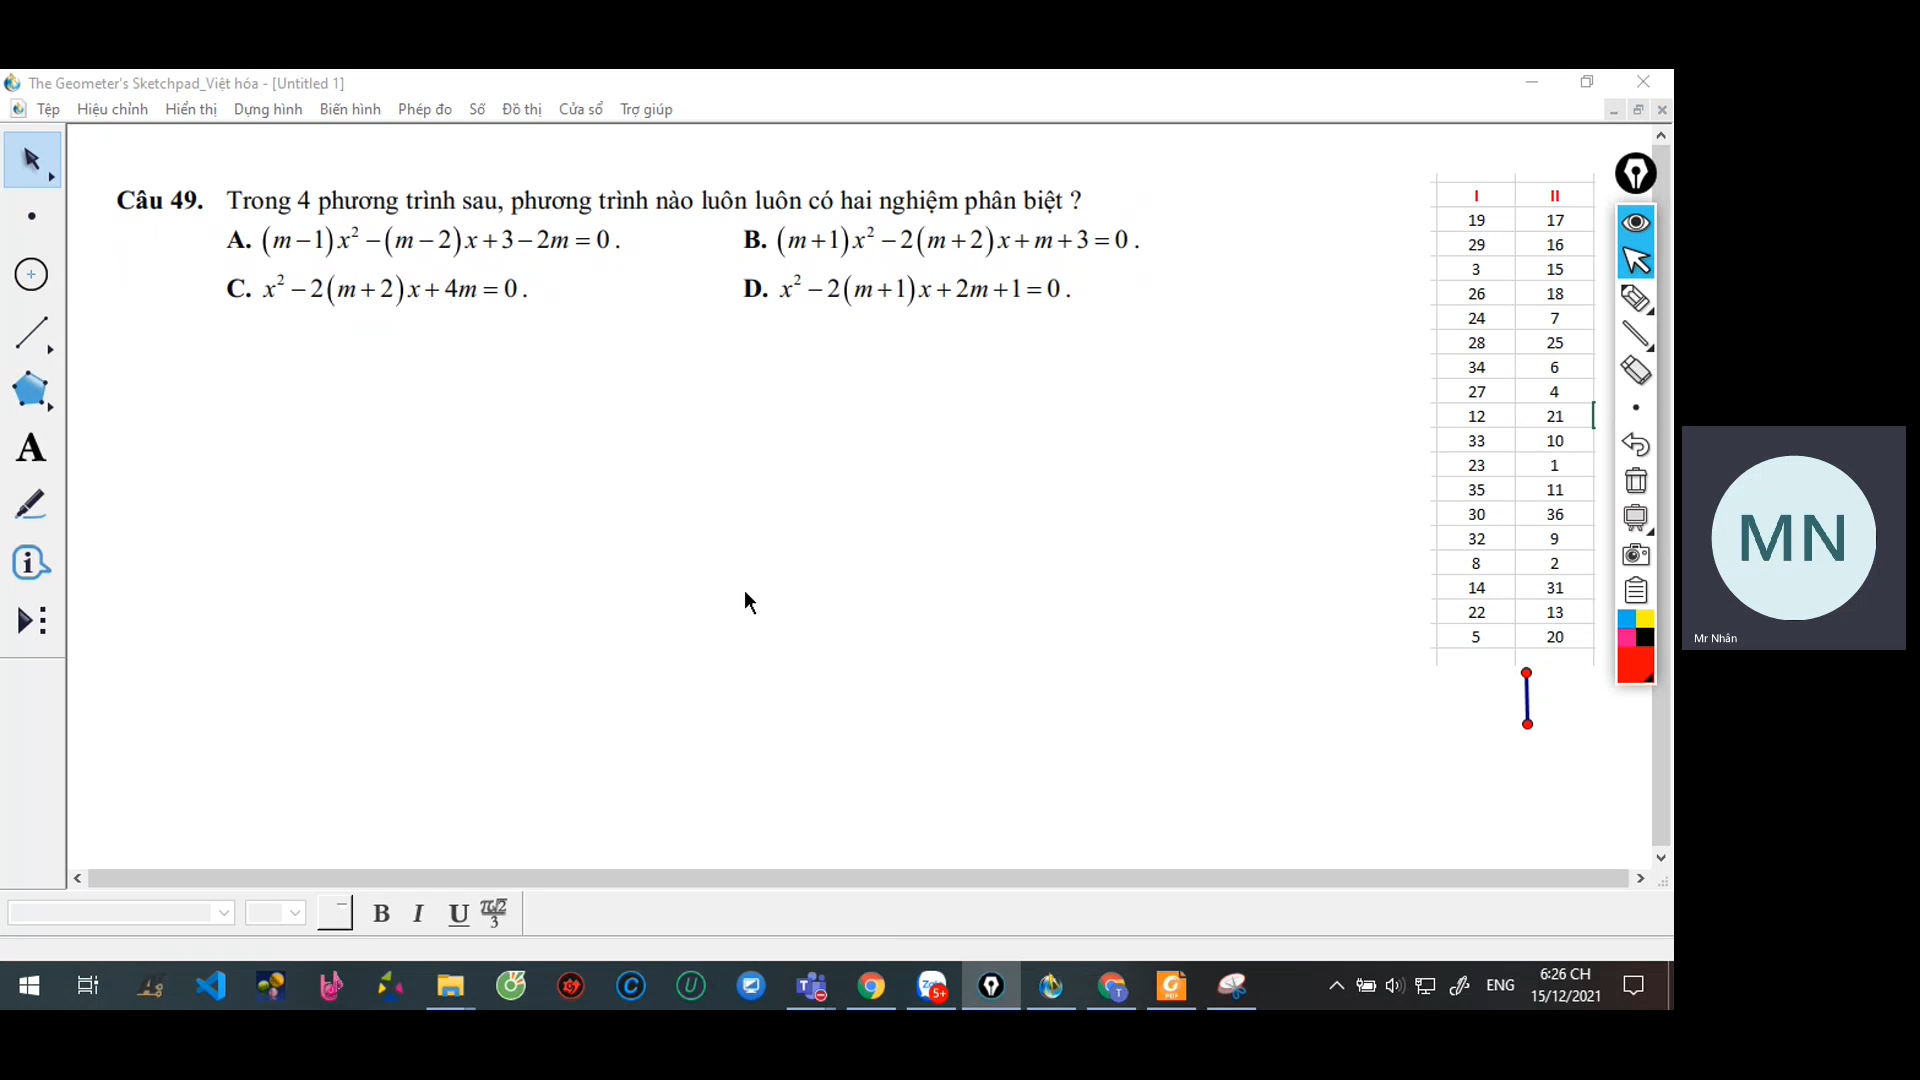 The Geometer's Sketchpad_Việt hóa - [Untitled 1]
Tệp Hiệu chỉnh Hiển thị Dựng hình Biến hình Phép đo Số Đồ thị Cửa sổ Trợ giúp
Câu 49. Trong 4 phương trình sau, phương trình nào luôn luôn có hai nghiệm phân biệt ?
A. (m−1)x²−(m−2)x+3−2m=0. B. (m+1)x²−2(m+2)x+m+3=0.
C. x²−2(m+2)x+4m=0. D. x²−2(m+1)x+2m+1=0.
I II
19 17
29 16
3 15
26 18
24 7
28 25
34 6
27 4
12 21
33 10
23 1
35 11
30 36
32 9
8 2
14 31
22 13
5 20
A
MN
Mr Nhân
B I U π√2/3
5+
ENG
6:26 CH
15/12/2021